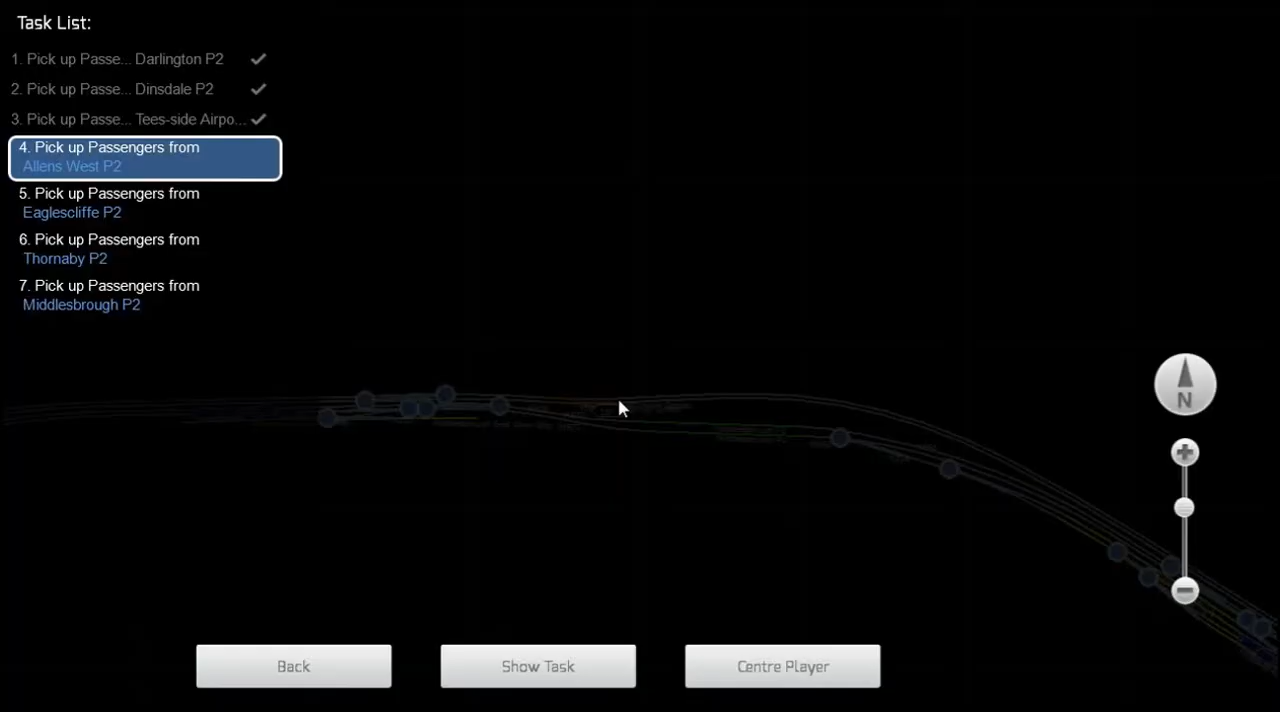 Task List:
1. Pick up Passe... Darlington P2
2. Pick up Passe... Dinsdale P2
3. Pick up Passe... Tees-side Airpo...
4. Pick up Passengers from
Allens West P2
5. Pick up Passengers from
Eaglescliffe P2
6. Pick up Passengers from
Thornaby P2
7. Pick up Passengers from
Middlesbrough P2
N
Back
Show Task
Centre Player